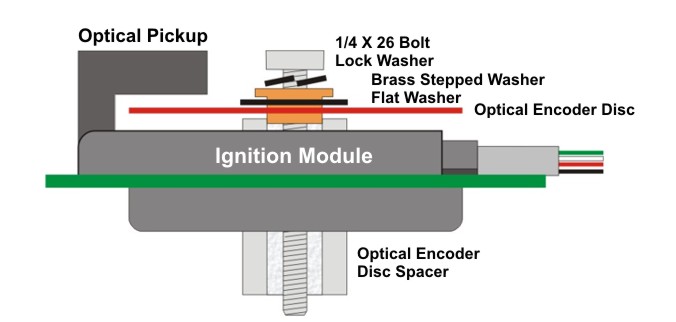 Optical Pickup
1/4 X 26 Bolt
Lock Washer
Brass Stepped Washer
Flat Washer
Optical Encoder Disc
Ignition Module
Optical Encoder
Disc Spacer